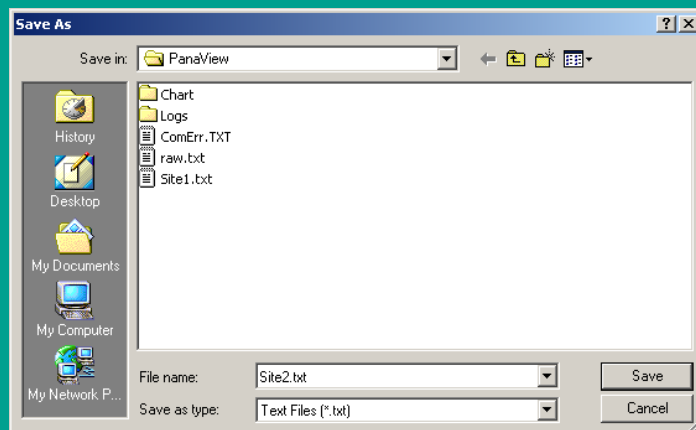 Save As
Save in: PanaView
History
Desktop
My Documents
My Computer
My Network P...
Chart
Logs
ComErr.TXT
raw.txt
Site1.txt
File name: Site2.txt Save
Save as type: Text Files (*.txt) Cancel